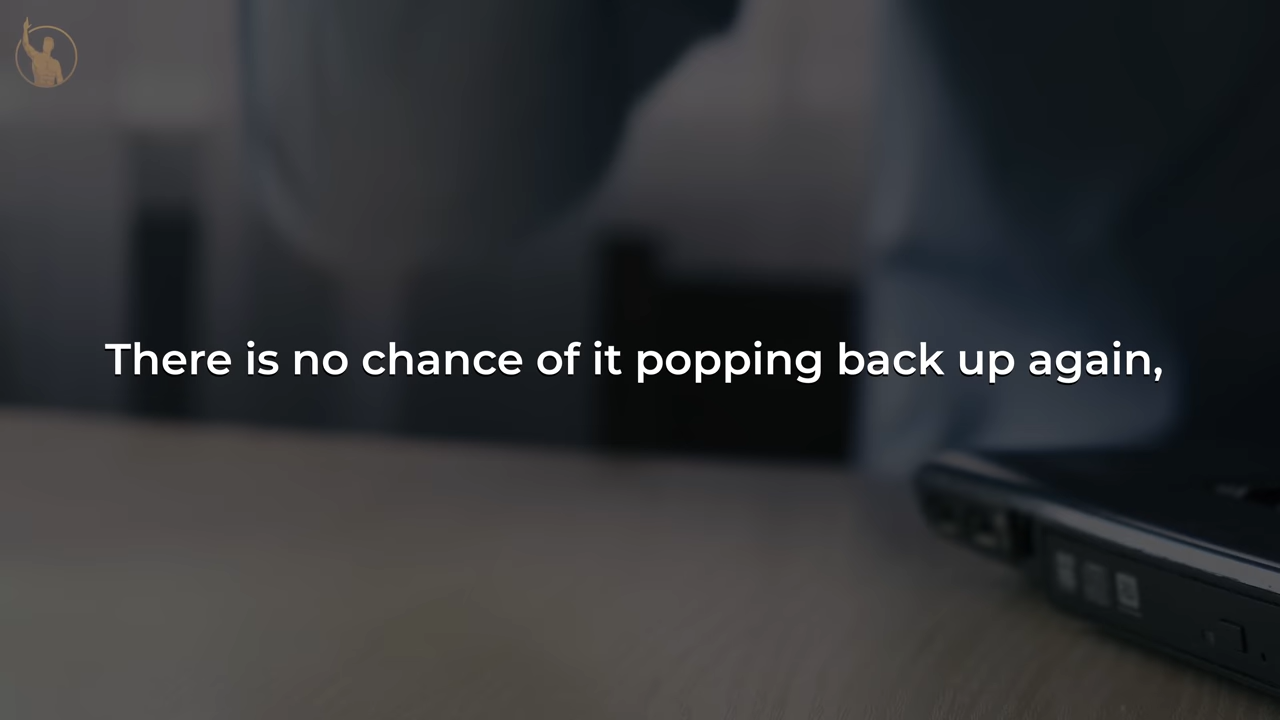 There is no chance of it popping back up again,